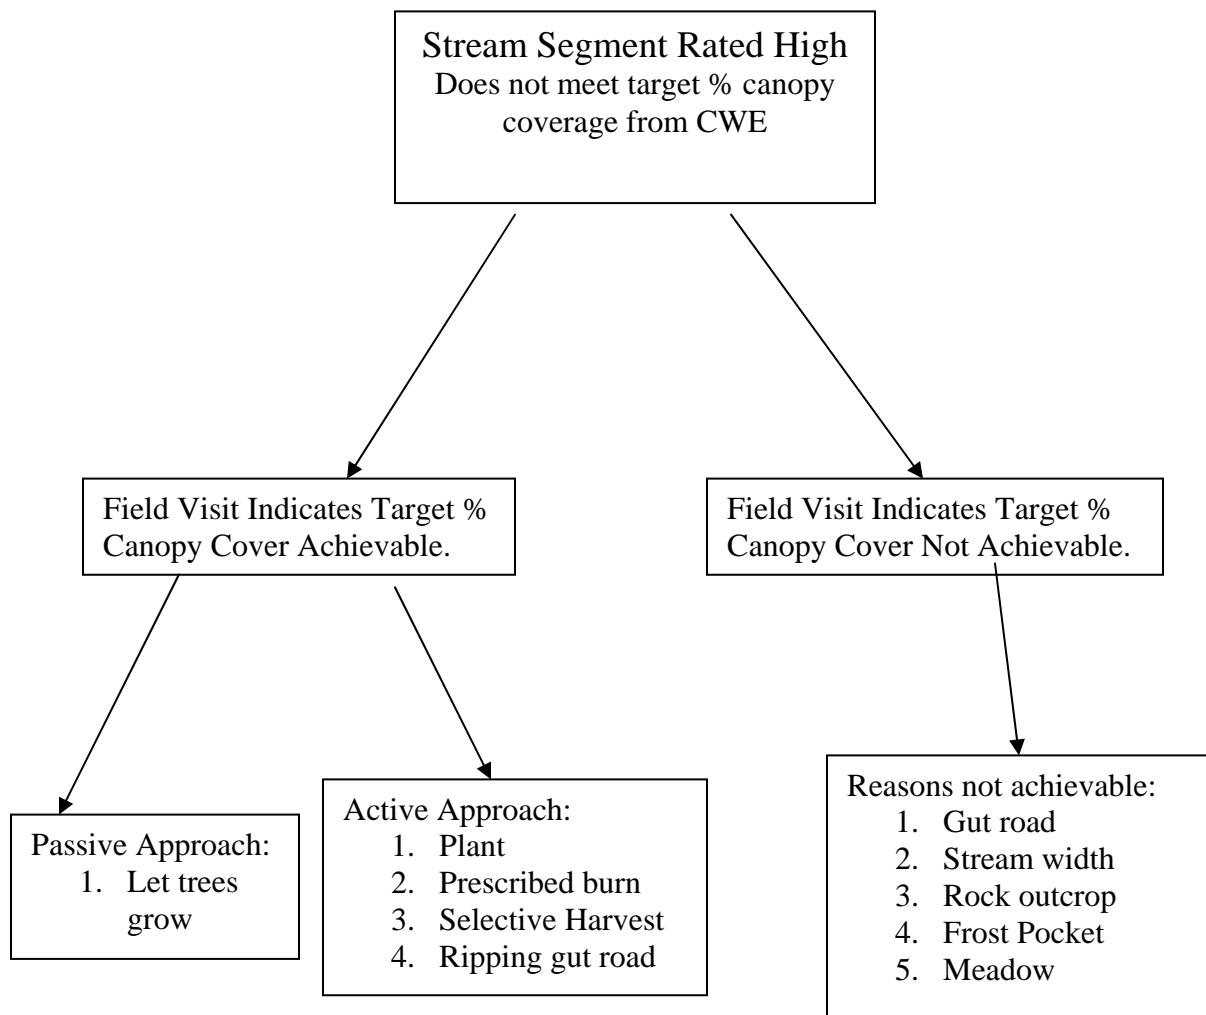 Stream Segment Rated High
Does not meet target % canopy
coverage from CWE
Field Visit Indicates Target %
Canopy Cover Achievable.
Field Visit Indicates Target %
Canopy Cover Not Achievable.
Passive Approach:
1. Let trees
grow
Active Approach:
1. Plant
2. Prescribed burn
3. Selective Harvest
4. Ripping gut road
Reasons not achievable:
1. Gut road
2. Stream width
3. Rock outcrop
4. Frost Pocket
5. Meadow